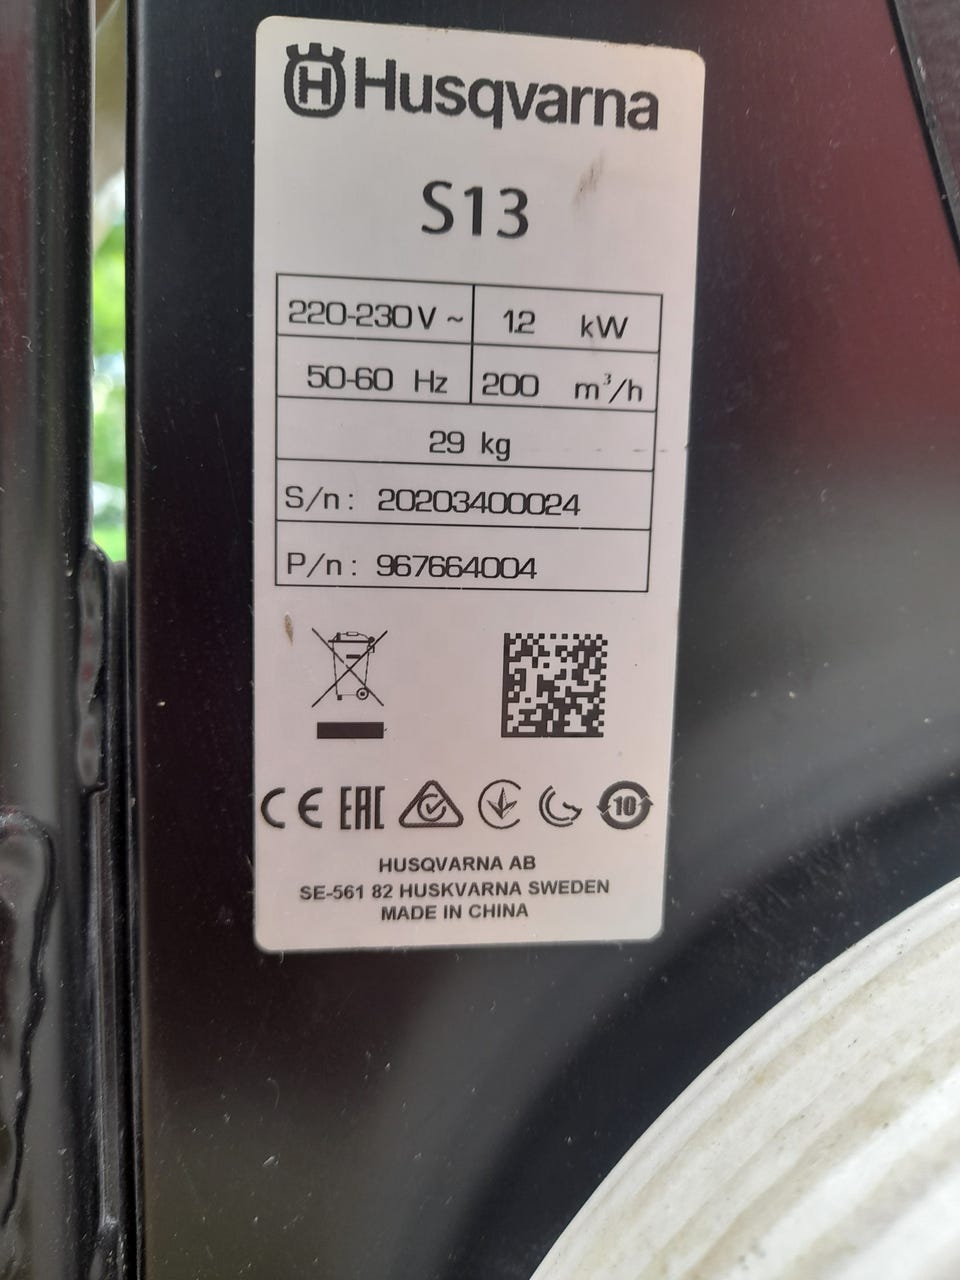 Husqvarna
S13
220-230V ~ 1.2 kW
50-60 Hz 200 m³/h
29 kg
S/n: 20203400024
P/n: 967664004
CE EAC 10
HUSQVARNA AB
SE-561 82 HUSKVARNA SWEDEN
MADE IN CHINA